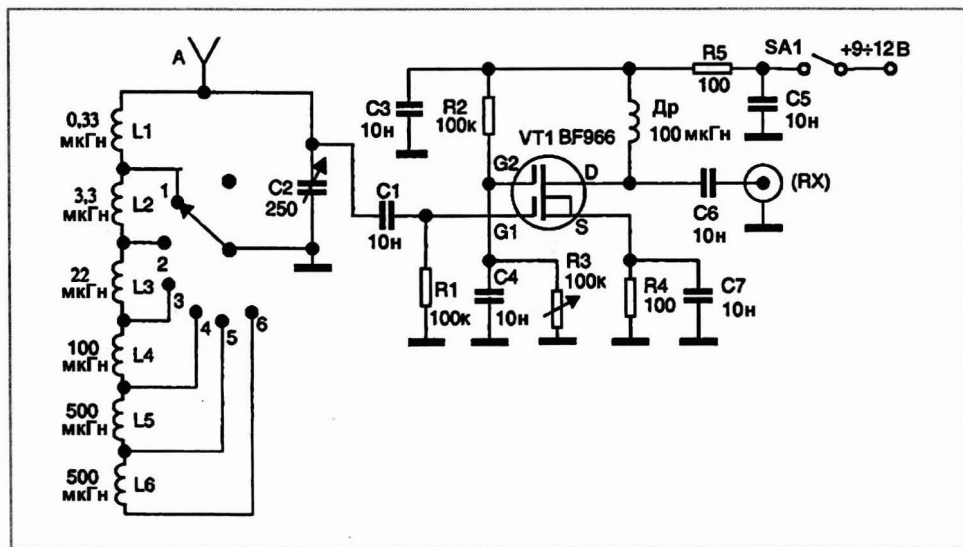 A
0,33
мкГн
L1
3,3
мкГн
L2
1
22
мкГн
L3
2
3
100
мкГн
L4
4
5
6
500
мкГн
L5
500
мкГн
L6
C2
250
C1
10н
C3
10н
R2
100к
VT1 BF966
G2
D
G1
S
R1
100к
C4
10н
R3
100к
R4
100
C7
10н
Др
100 мкГн
R5
100
SA1
+9÷12 В
C5
10н
C6
10н
(RX)